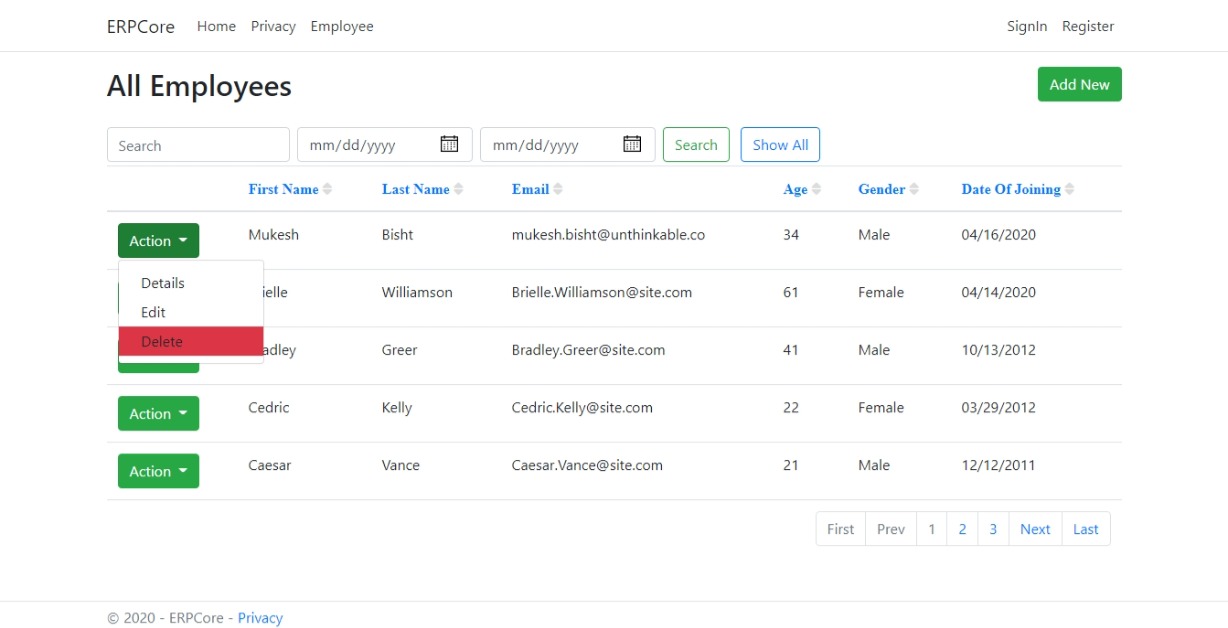 ERPCore Home Privacy Employee SignIn Register
All Employees Add New
Search mm/dd/yyyy mm/dd/yyyy Search Show All
First Name Last Name Email Age Gender Date Of Joining
Action Mukesh Bisht mukesh.bisht@unthinkable.co 34 Male 04/16/2020
Details
ielle Williamson Brielle.Williamson@site.com 61 Female 04/14/2020
Edit
Delete
adley Greer Bradley.Greer@site.com 41 Male 10/13/2012
Action Cedric Kelly Cedric.Kelly@site.com 22 Female 03/29/2012
Action Caesar Vance Caesar.Vance@site.com 21 Male 12/12/2011
First Prev 1 2 3 Next Last
© 2020 - ERPCore - Privacy